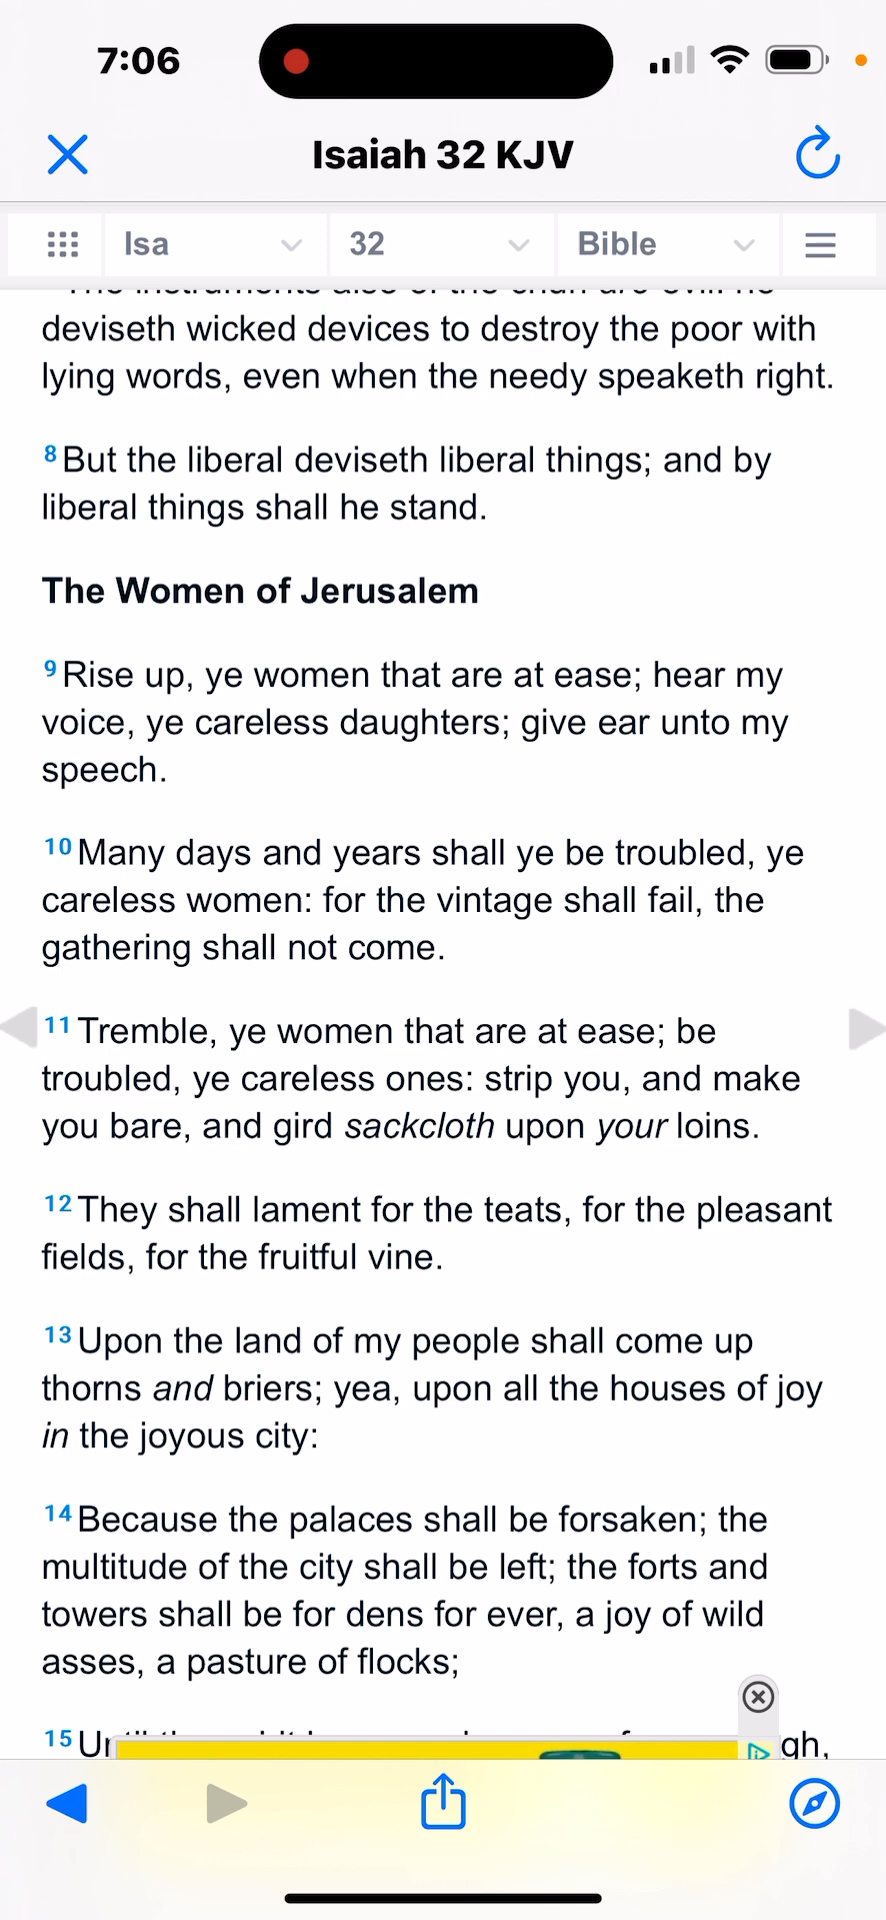 7:06
Isaiah 32 KJV
Isa 32 Bible
deviseth wicked devices to destroy the poor with
lying words, even when the needy speaketh right.
8 But the liberal deviseth liberal things; and by
liberal things shall he stand.
The Women of Jerusalem
9 Rise up, ye women that are at ease; hear my
voice, ye careless daughters; give ear unto my
speech.
10 Many days and years shall ye be troubled, ye
careless women: for the vintage shall fail, the
gathering shall not come.
11 Tremble, ye women that are at ease; be
troubled, ye careless ones: strip you, and make
you bare, and gird sackcloth upon your loins.
12 They shall lament for the teats, for the pleasant
fields, for the fruitful vine.
13 Upon the land of my people shall come up
thorns and briers; yea, upon all the houses of joy
in the joyous city:
14 Because the palaces shall be forsaken; the
multitude of the city shall be left; the forts and
towers shall be for dens for ever, a joy of wild
asses, a pasture of flocks;
15